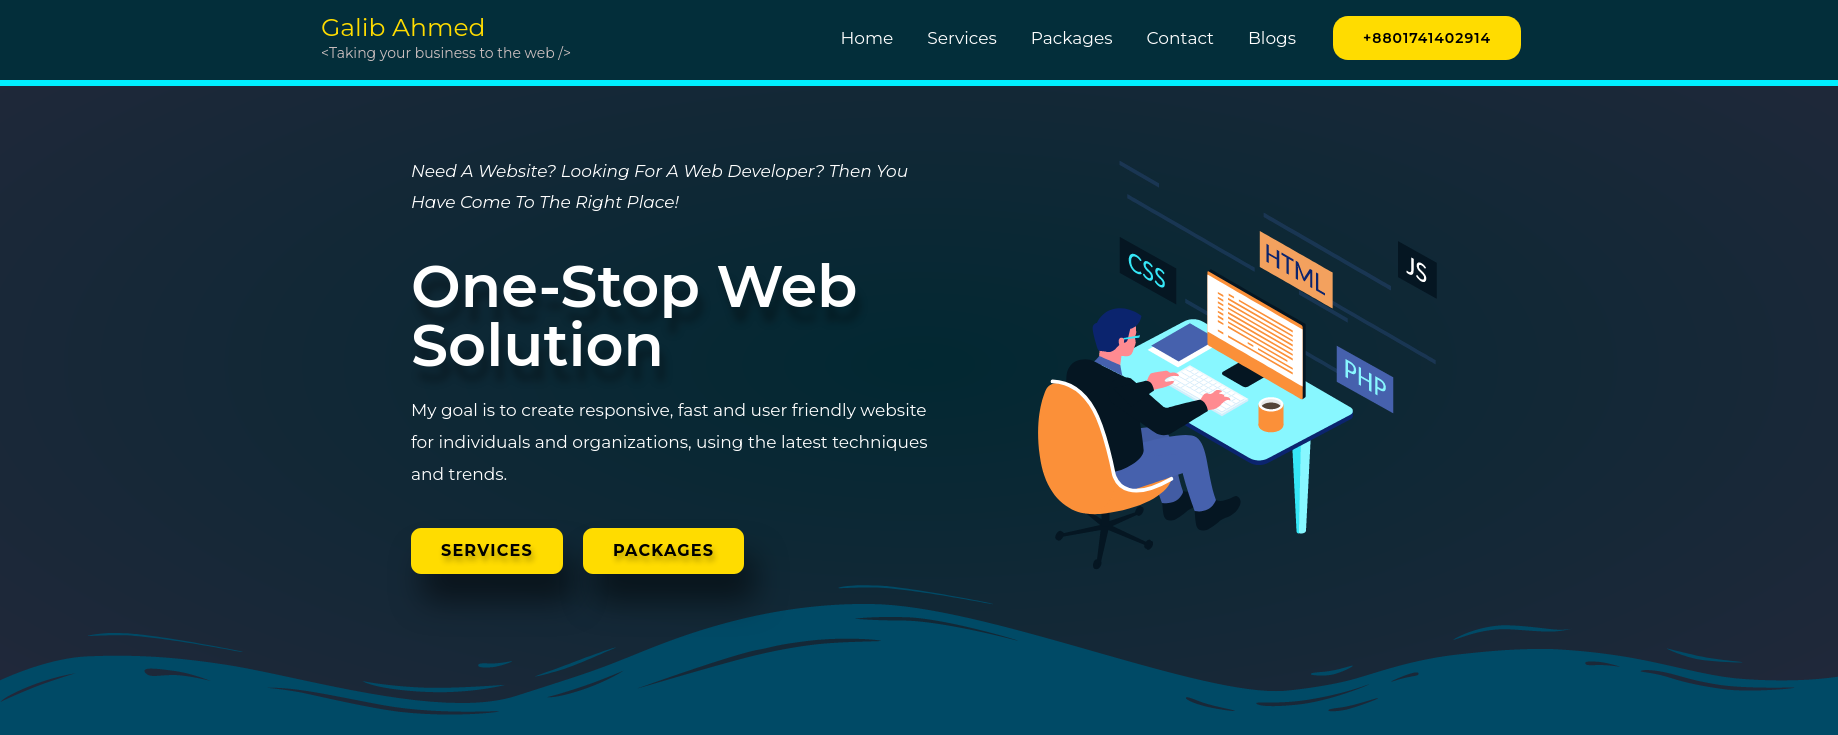 Galib Ahmed
<Taking your business to the web />
Home
Services
Packages
Contact
Blogs
+8801741402914
Need A Website? Looking For A Web Developer? Then You
Have Come To The Right Place!
One-Stop Web
Solution
My goal is to create responsive, fast and user friendly website
for individuals and organizations, using the latest techniques
and trends.
SERVICES
PACKAGES
CSS
HTML
JS
PHP